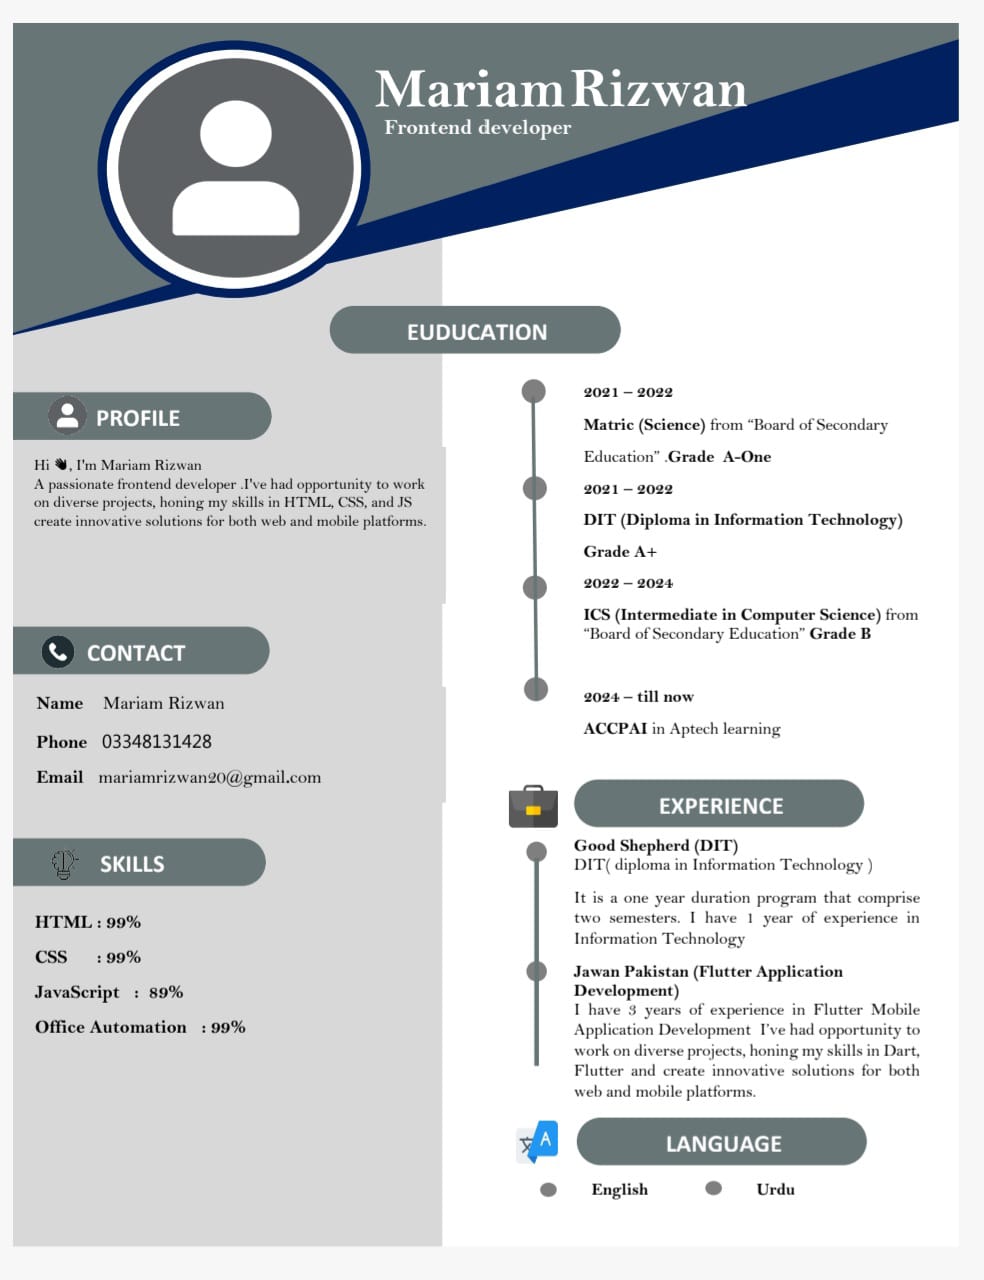 Mariam Rizwan
Frontend developer
EUDUCATION
PROFILE
Hi 👋, I'm Mariam Rizwan
A passionate frontend developer .I've had opportunity to work
on diverse projects, honing my skills in HTML, CSS, and JS
create innovative solutions for both web and mobile platforms.
CONTACT
Name Mariam Rizwan
Phone 03348131428
Email mariamrizwan20@gmail.com
SKILLS
HTML : 99%
CSS : 99%
JavaScript : 89%
Office Automation : 99%
2021 – 2022
Matric (Science) from “Board of Secondary
Education” .Grade A-One
2021 – 2022
DIT (Diploma in Information Technology)
Grade A+
2022 – 2024
ICS (Intermediate in Computer Science) from
“Board of Secondary Education” Grade B
2024 – till now
ACCPAI in Aptech learning
EXPERIENCE
Good Shepherd (DIT)
DIT( diploma in Information Technology )
It is a one year duration program that comprise
two semesters. I have 1 year of experience in
Information Technology
Jawan Pakistan (Flutter Application
Development)
I have 3 years of experience in Flutter Mobile
Application Development I’ve had opportunity to
work on diverse projects, honing my skills in Dart,
Flutter and create innovative solutions for both
web and mobile platforms.
文 A
LANGUAGE
English Urdu